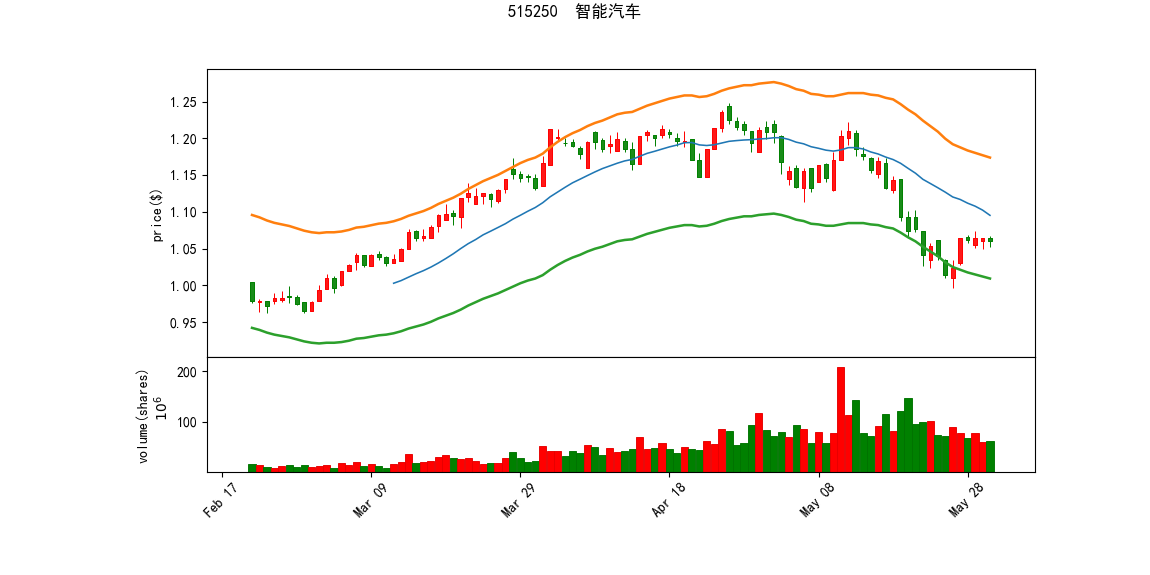 515250 智能汽车
1.25
1.20
1.15
1.10
1.05
1.00
0.95
price($)
200
100
volume(shares)
10^6
Feb 17
Mar 09
Mar 29
Apr 18
May 08
May 28